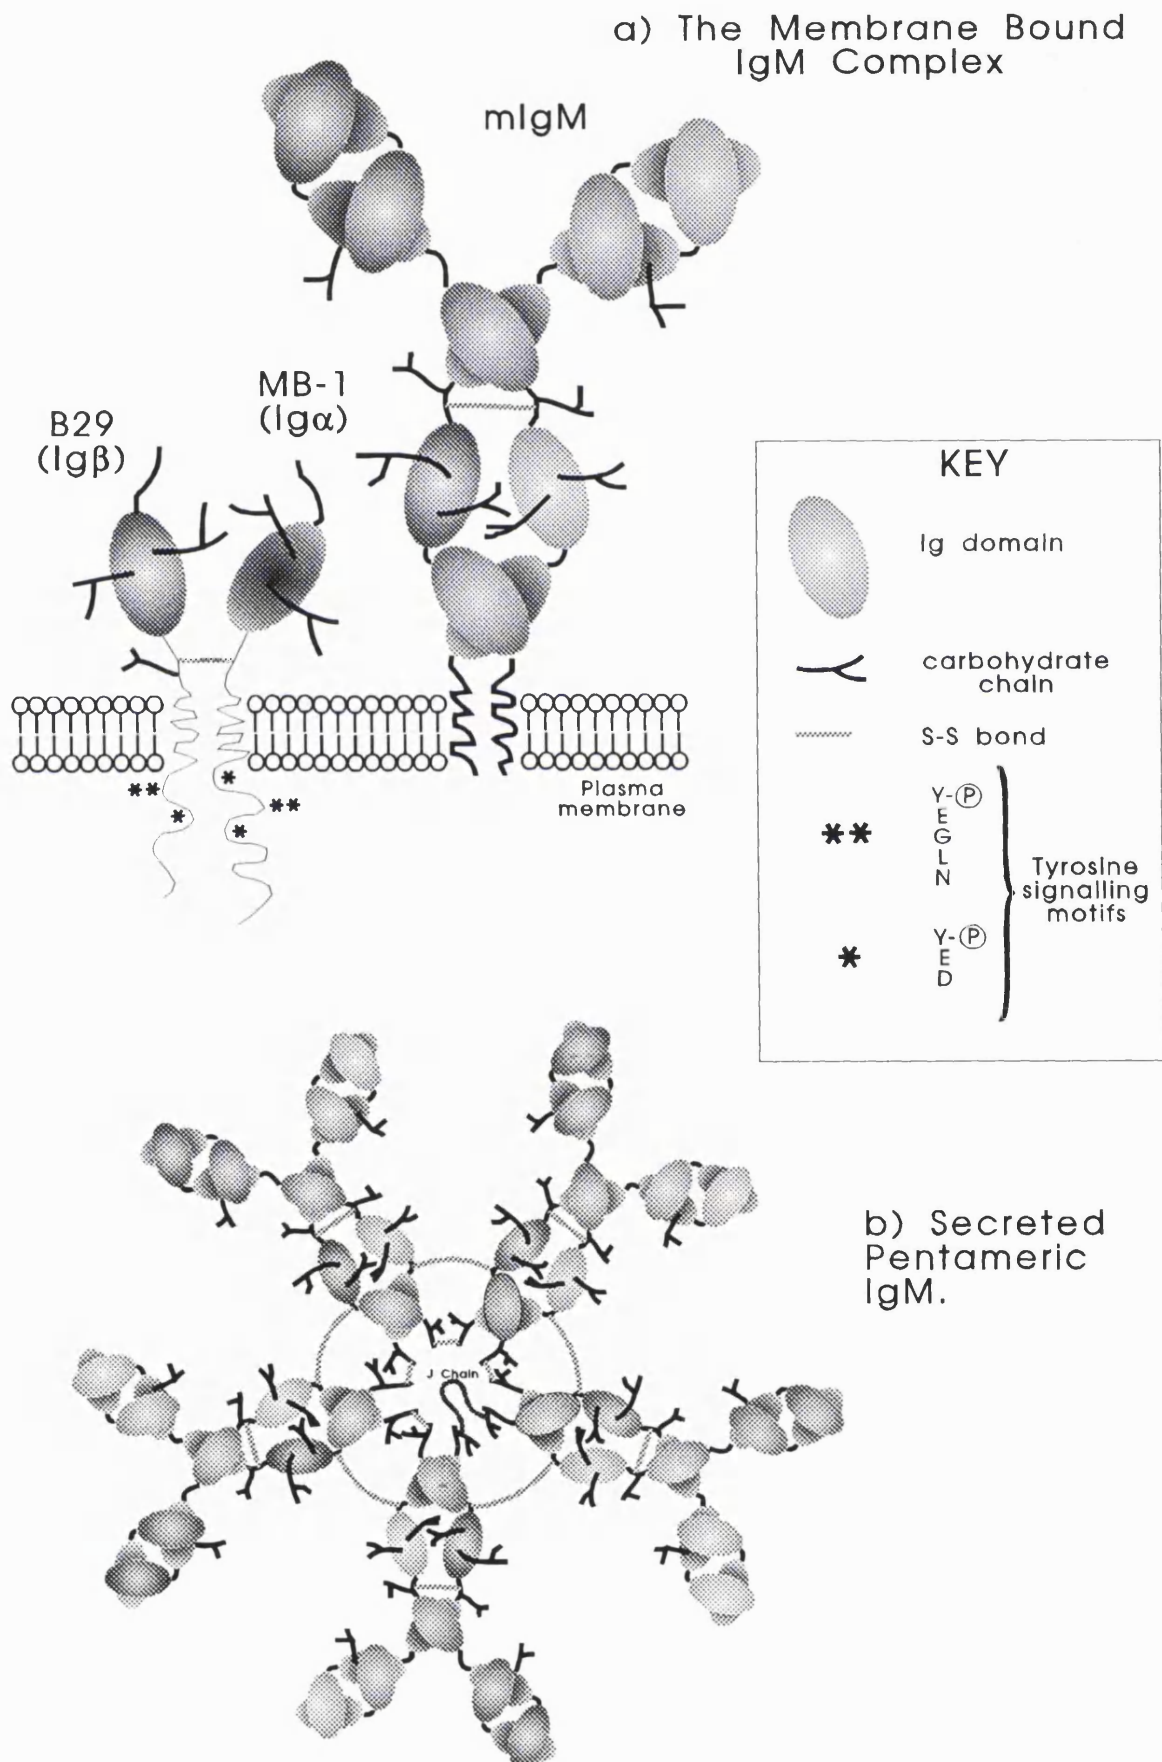 a) The Membrane Bound
IgM Complex
mIgM
MB-1
(Igα)
B29
(Igβ)
Plasma
membrane
KEY
Ig domain
carbohydrate
chain
S-S bond
** Y-Ⓟ
E
G
L
N
* Y-Ⓟ
E
D
Tyrosine
signalling
motifs
b) Secreted
Pentameric
IgM.
J Chain